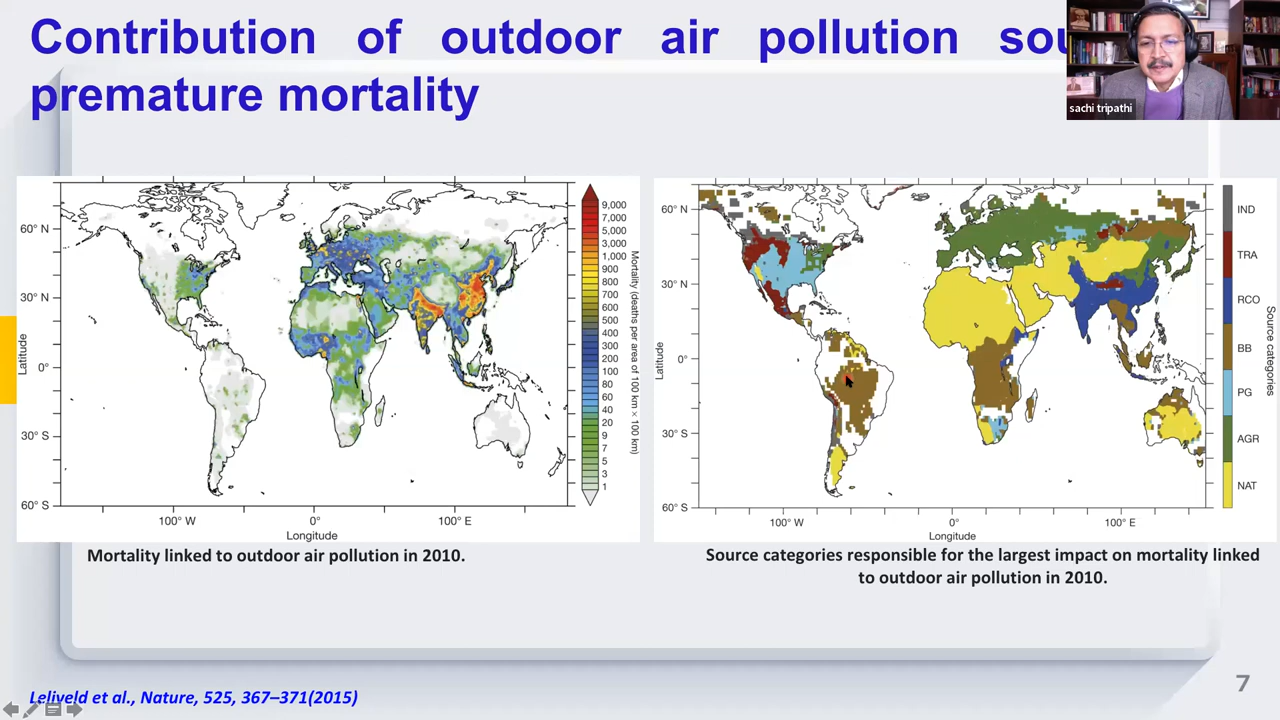 Contribution of outdoor air pollution
premature mortality
sachi tripathi
60° N
30° N
0°
30° S
60° S
Latitude
100° W
0°
100° E
Longitude
9,000
7,000
5,000
3,000
1,000
900
800
700
600
500
400
300
200
100
80
60
40
20
9
7
5
3
1
Mortality (deaths per area of 100 km × 100 km)
60° N
30° N
0°
30° S
60° S
Latitude
100° W
0°
100° E
Longitude
IND
TRA
RCO
BB
PG
AGR
NAT
Source categories
Mortality linked to outdoor air pollution in 2010.
Source categories responsible for the largest impact on mortality linked
to outdoor air pollution in 2010.
Leliveld et al., Nature, 525, 367–371(2015)
7